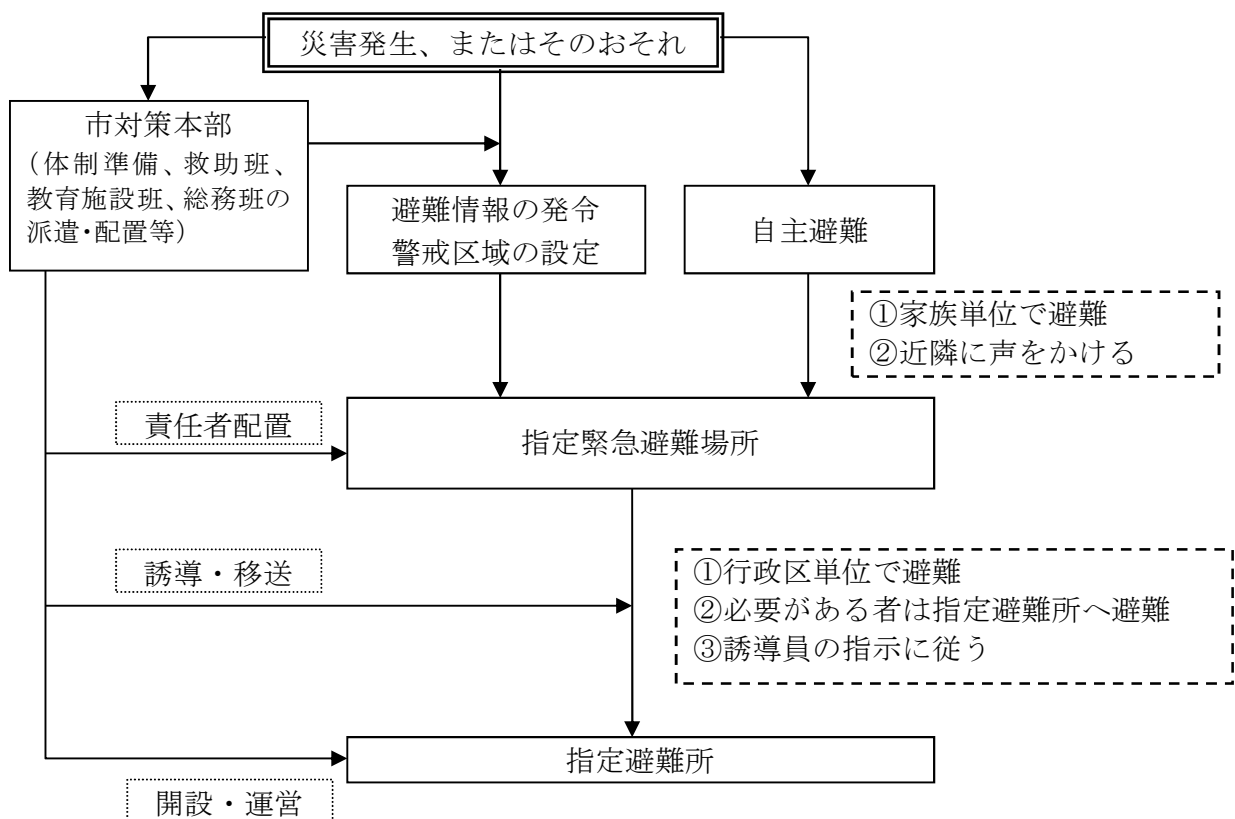 災害発生、またはそのおそれ
市対策本部
(体制準備、救助班、
教育施設班、総務班の
派遣・配置等)
避難情報の発令
警戒区域の設定
自主避難
①家族単位で避難
②近隣に声をかける
責任者配置
指定緊急避難場所
誘導・移送
①行政区単位で避難
②必要がある者は指定避難所へ避難
③誘導員の指示に従う
指定避難所
開設・運営